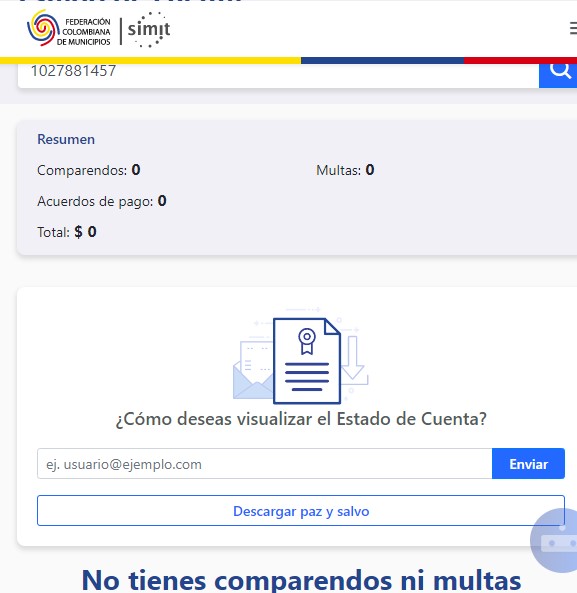 FEDERACIÓN
COLOMBIANA
DE MUNICIPIOS
simit
1027881457
Resumen
Comparendos: 0
Multas: 0
Acuerdos de pago: 0
Total: $ 0
¿Cómo deseas visualizar el Estado de Cuenta?
ej. usuario@ejemplo.com
Enviar
Descargar paz y salvo
No tienes comparendos ni multas